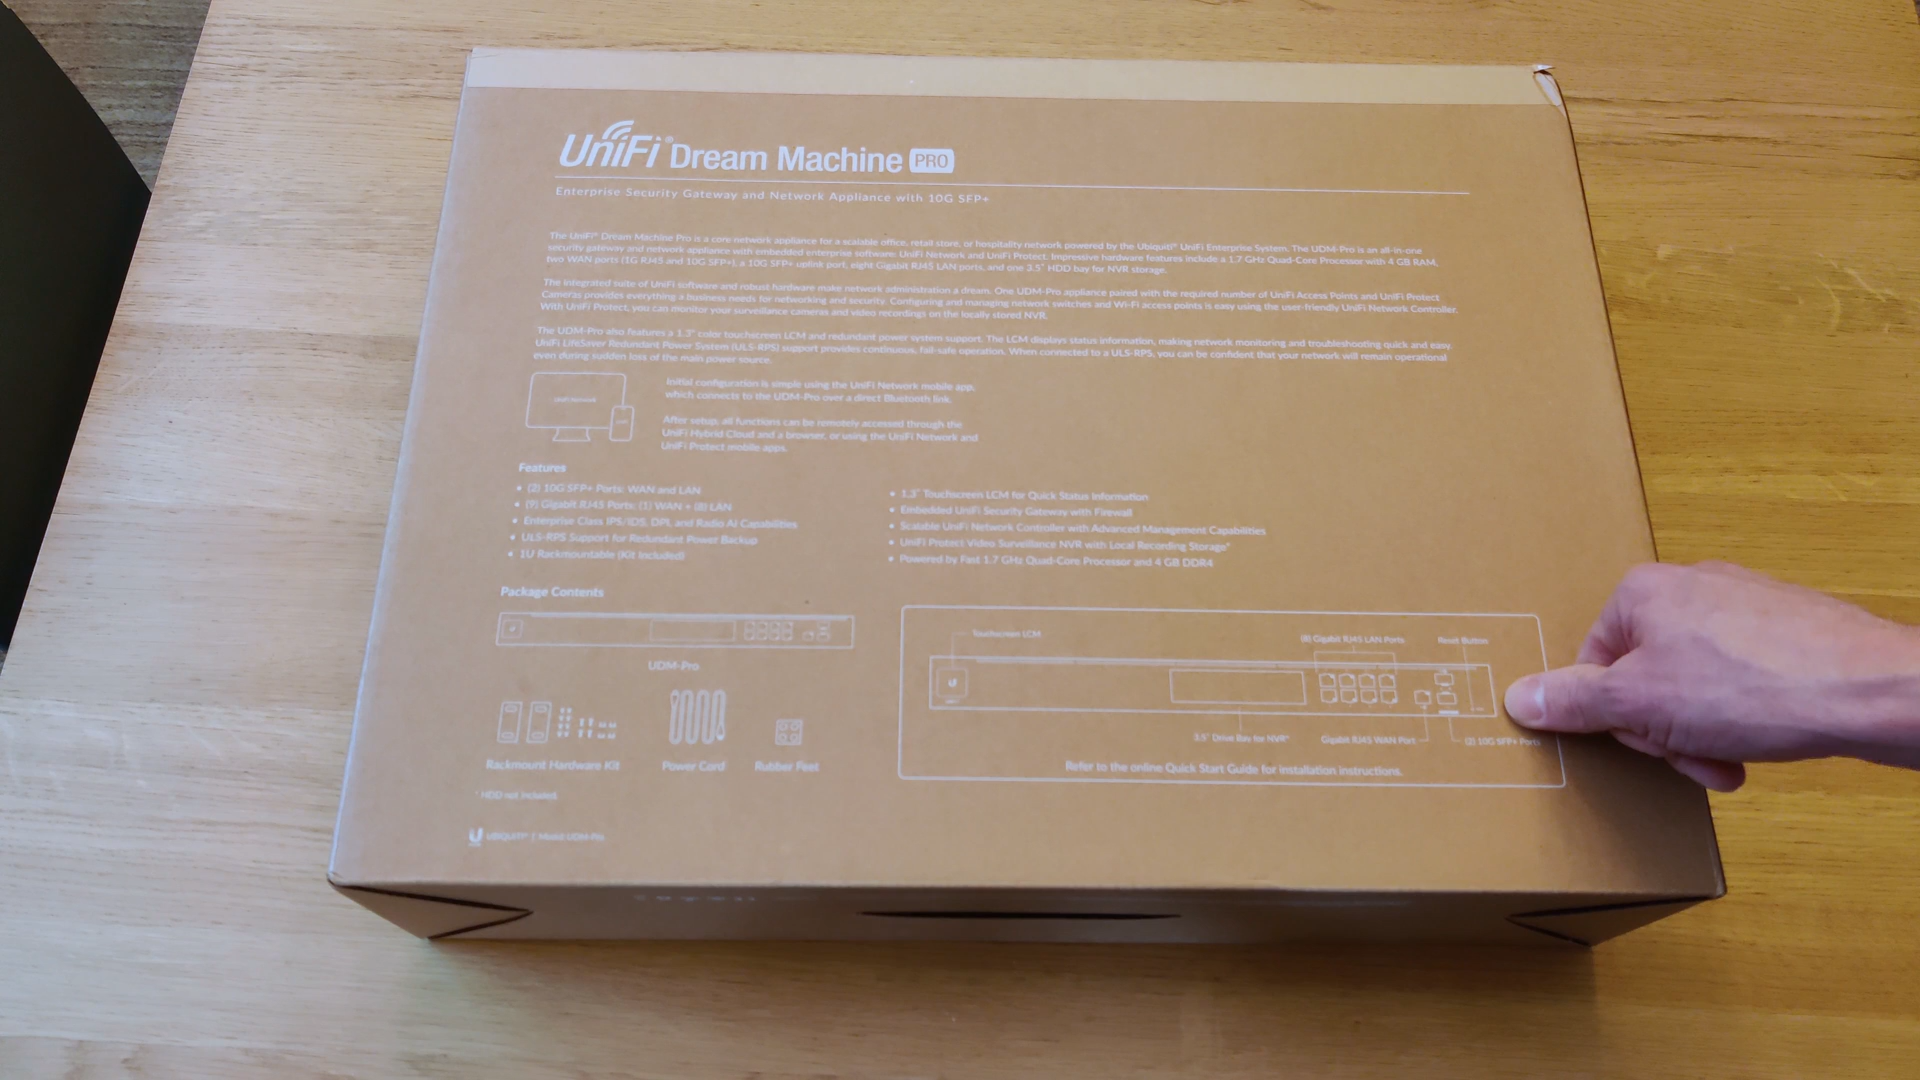 UniFi® Dream Machine PRO
Enterprise Security Gateway and Network Appliance with 10G SFP+
The UniFi® Dream Machine Pro is a core network appliance for a scalable office, retail store, or hospitality network powered by the Ubiquiti® UniFi Enterprise System. The UDM-Pro is an all-in-one
security gateway and network appliance with embedded enterprise software: UniFi Network and UniFi Protect. Impressive hardware features include a 1.7 GHz Quad-Core Processor with 4 GB RAM,
two WAN ports (1G RJ45 and 10G SFP+), a 10G SFP+ uplink port, eight Gigabit RJ45 LAN ports, and one 3.5" HDD bay for NVR storage.
The integrated suite of UniFi software and robust hardware make network administration a dream. One UDM-Pro appliance paired with the required number of UniFi Access Points and UniFi Protect
Cameras provides everything a business needs for networking and security. Configuring and managing network switches and Wi-Fi access points is easy using the user-friendly UniFi Network Controller.
With UniFi Protect, you can monitor your surveillance cameras and video recordings on the locally stored NVR.
The UDM-Pro also features a 1.3" color touchscreen LCM and redundant power system support. The LCM displays status information, making network monitoring and troubleshooting quick and easy.
UniFi LifeSaver Redundant Power System (ULS-RPS) support provides continuous, fail-safe operation. When connected to a ULS-RPS, you can be confident that your network will remain operational
even during sudden loss of the main power source.
UniFi Network
Initial configuration is simple using the UniFi Network mobile app,
which connects to the UDM-Pro over a direct Bluetooth link.
After setup, all functions can be remotely accessed through the
UniFi Hybrid Cloud and a browser, or using the UniFi Network and
UniFi Protect mobile apps.
Features
• (2) 10G SFP+ Ports: WAN and LAN
• (9) Gigabit RJ45 Ports: (1) WAN + (8) LAN
• Enterprise Class IPS/IDS, DPI, and Radio AI Capabilities
• ULS-RPS Support for Redundant Power Backup
• 1U Rackmountable (Kit Included)
• 1.3" Touchscreen LCM for Quick Status Information
• Embedded UniFi Security Gateway with Firewall
• Scalable UniFi Network Controller with Advanced Management Capabilities
• UniFi Protect Video Surveillance NVR with Local Recording Storage*
• Powered by Fast 1.7 GHz Quad-Core Processor and 4 GB DDR4
Package Contents
UDM-Pro
Rackmount Hardware Kit
Power Cord
Rubber Feet
Touchscreen LCM
(8) Gigabit RJ45 LAN Ports
Reset Button
3.5" Drive Bay for NVR*
Gigabit RJ45 WAN Port
(2) 10G SFP+ Ports
Refer to the online Quick Start Guide for installation instructions.
* HDD not included.
UBIQUITI® | Model: UDM-Pro